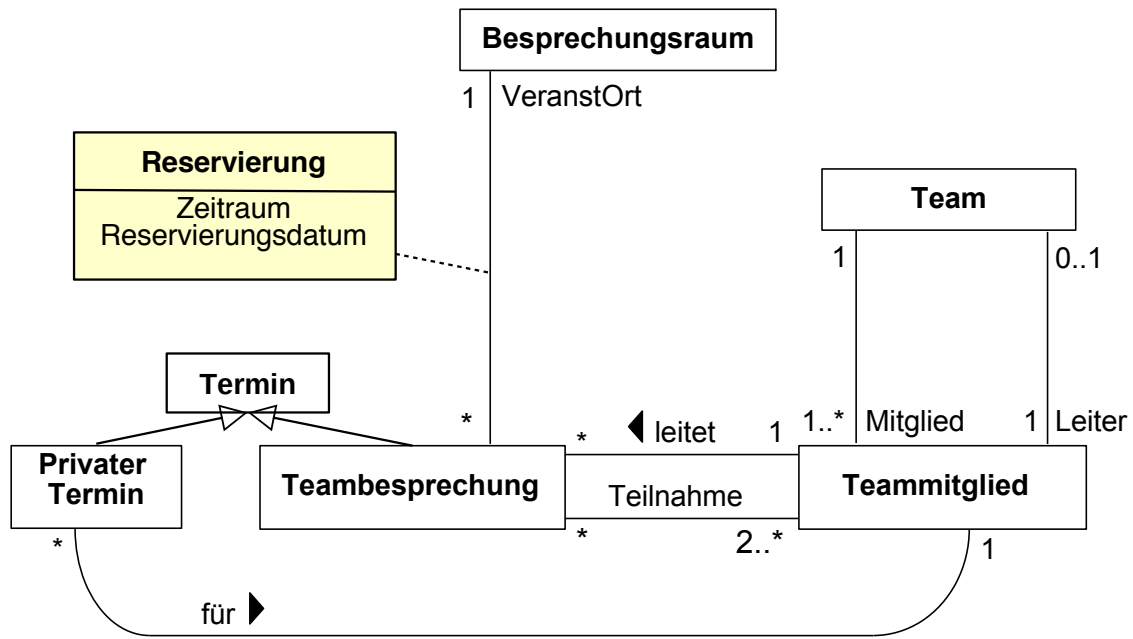 Besprechungsraum
1 VeranstOrt
Reservierung
Zeitraum
Reservierungsdatum
Team
1 0..1
Termin
* * leitet 1 1..* Mitglied 1 Leiter
Privater
Termin
Teambesprechung
Teilnahme
Teammitglied
* * 2..* 1
für